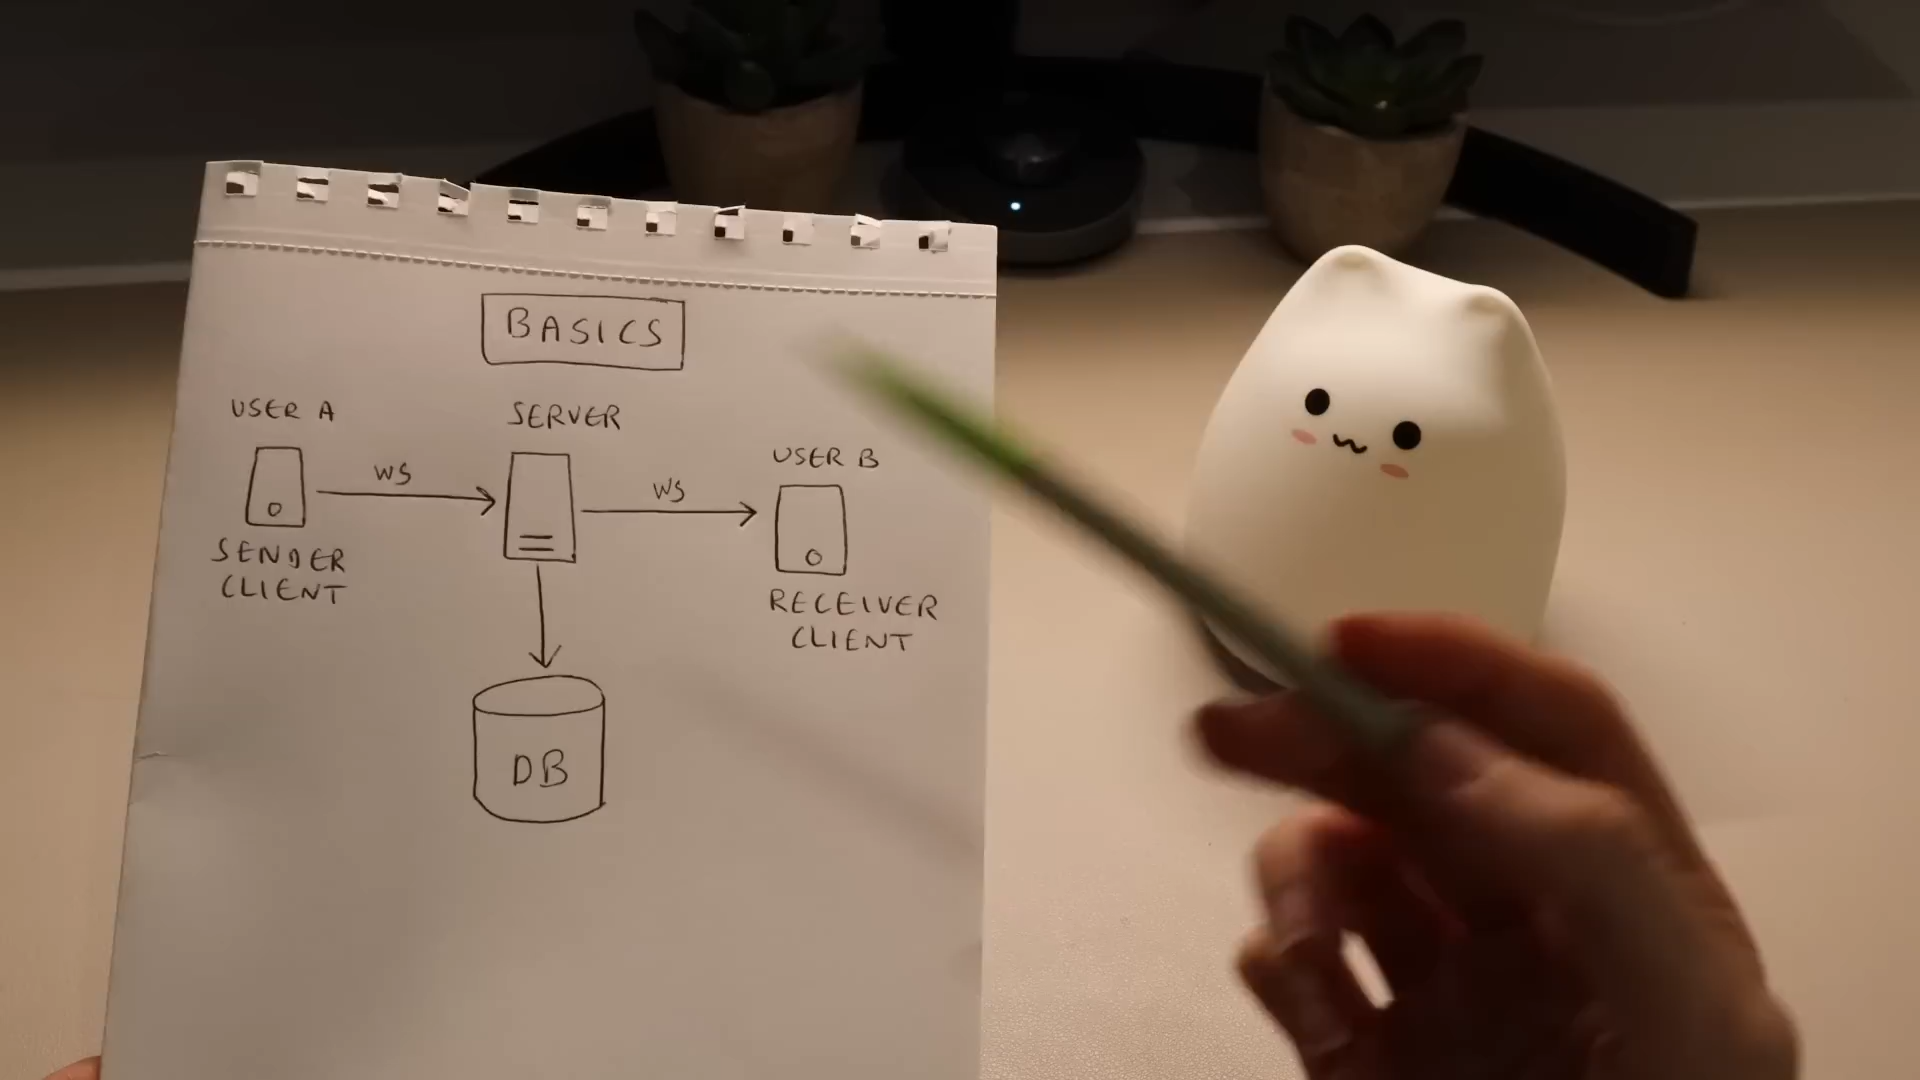 BASICS
USER A
SERVER
USER B
WS
WS
SENDER
CLIENT
RECEIVER
CLIENT
DB